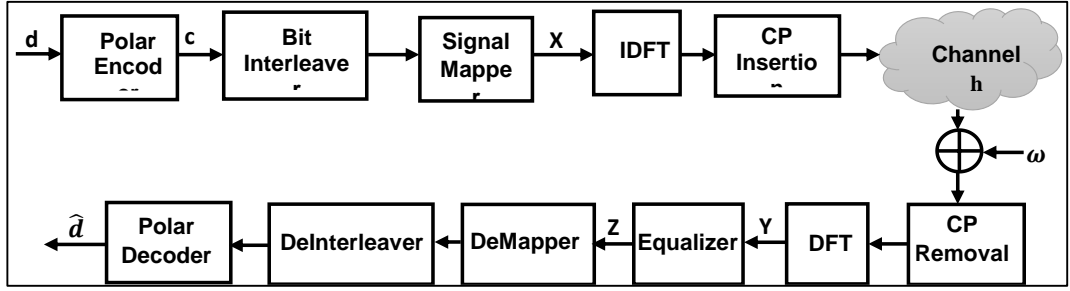 d
Polar
Encod
c
Bit
Interleave
r
Signal
Mappe
r
X
IDFT
CP
Insertio
n
Channel
h
ω
d̂
Polar
Decoder
DeInterleaver
DeMapper
Z
Equalizer
Y
DFT
CP
Removal